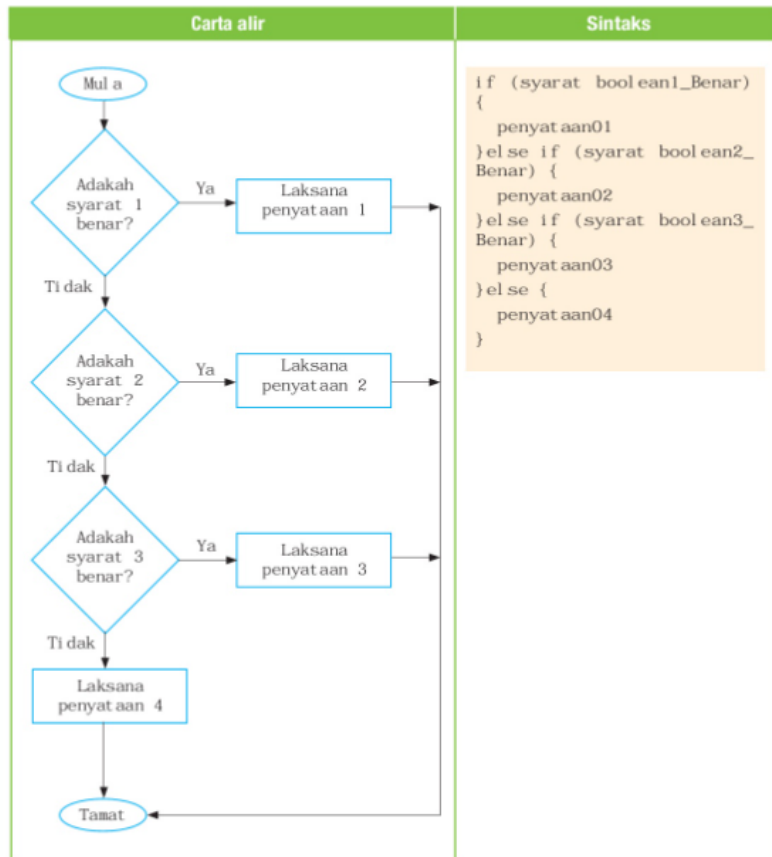 Carta alir
Sintaks
Mula
Adakah
syarat 1
benar?
Ya
Laksana
penyataan 1
Tidak
Adakah
syarat 2
benar?
Ya
Laksana
penyataan 2
Tidak
Adakah
syarat 3
benar?
Ya
Laksana
penyataan 3
Tidak
Laksana
penyataan 4
Tamat
if (syarat boolean1_Benar)
{
penyataan01
}else if (syarat boolean2_
Benar) {
penyataan02
}else if (syarat boolean3_
Benar) {
penyataan03
}else {
penyataan04
}